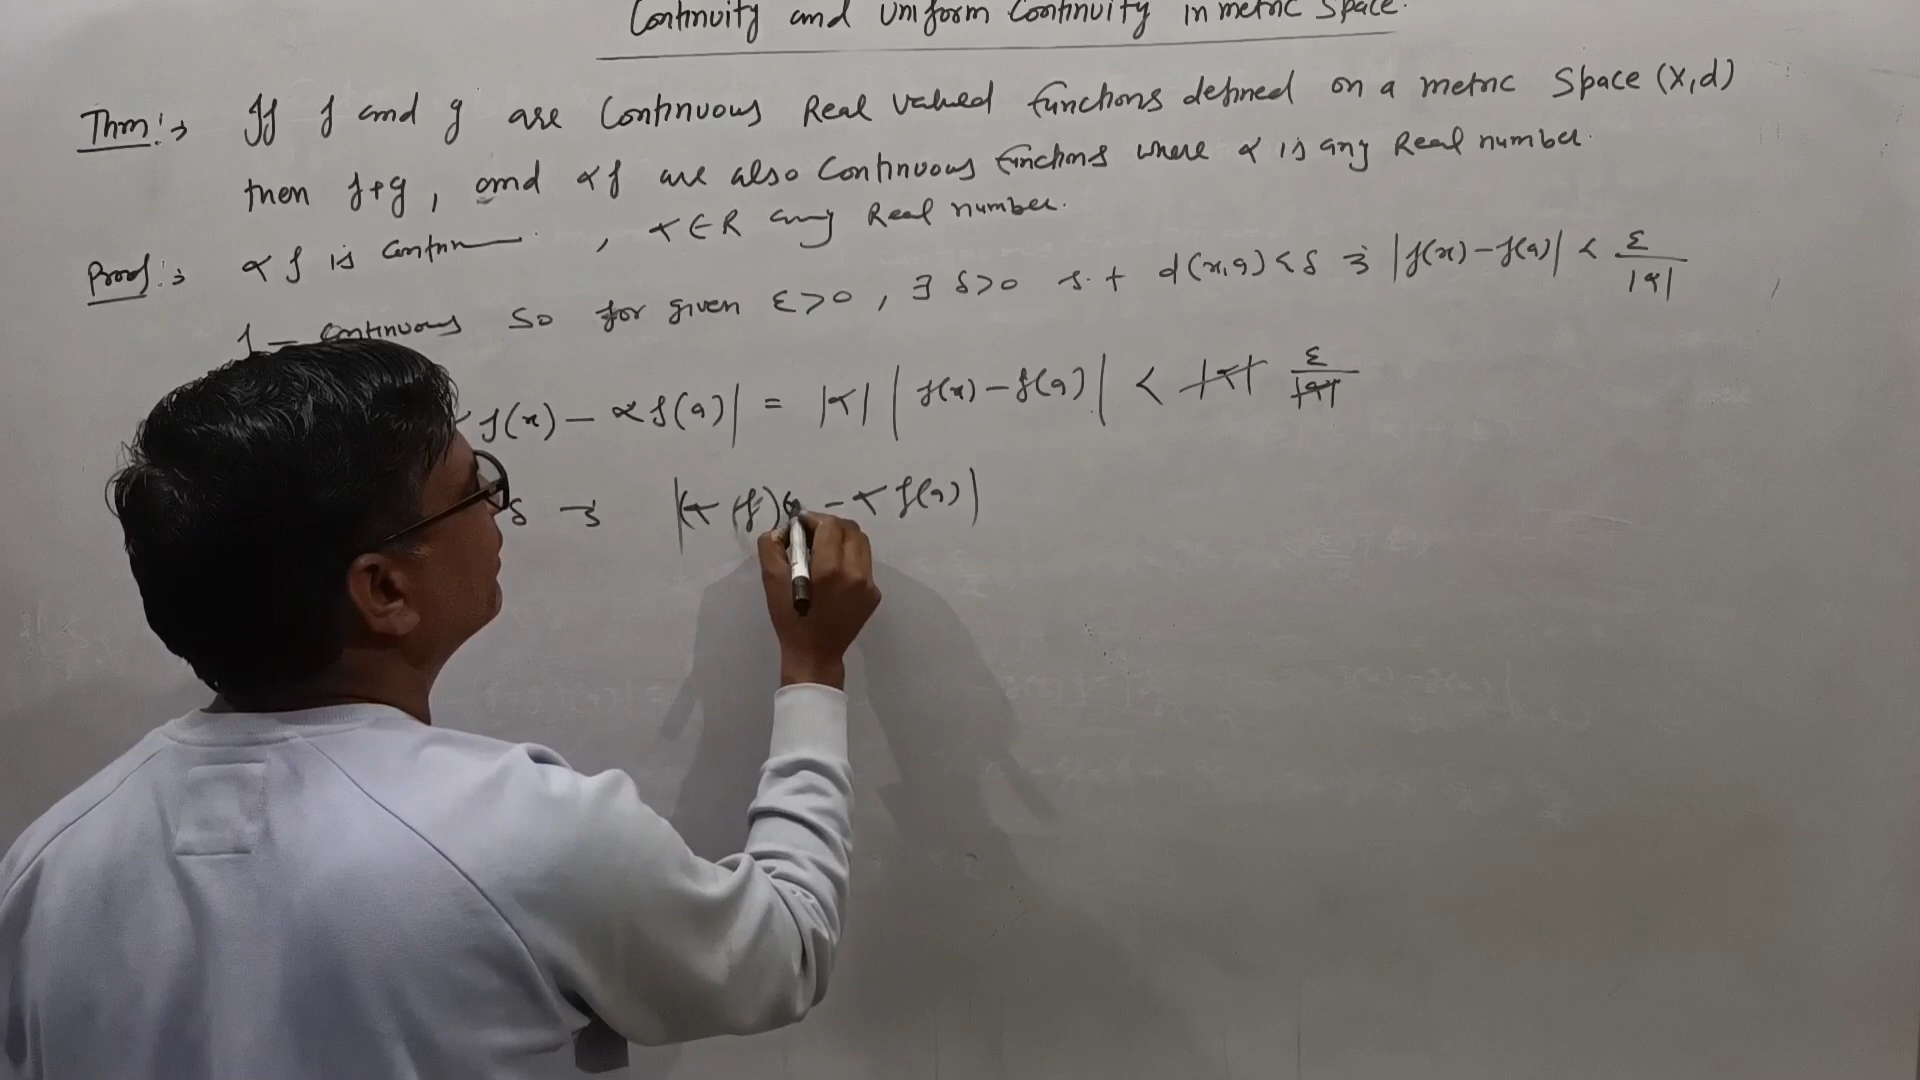 Continuity and Uniform Continuity in metric Space.
Thm:→ If f and g are Continuous Real valued functions defined on a metric Space (X,d)
then f+g, and αf are also Continuous functions where α is any Real number.
Proof:→ αf is contin , α∈R any Real number.
f – continuous so for given ε>0, ∃ δ>0 s.t d(x,a)<δ ⇒ |f(x)-f(a)| < ε/|α|
f(x) - αf(a)| = |α| |f(x)-f(a)| < |α| ε/|α|
δ ⇒ |(αf)( - αf(a)|